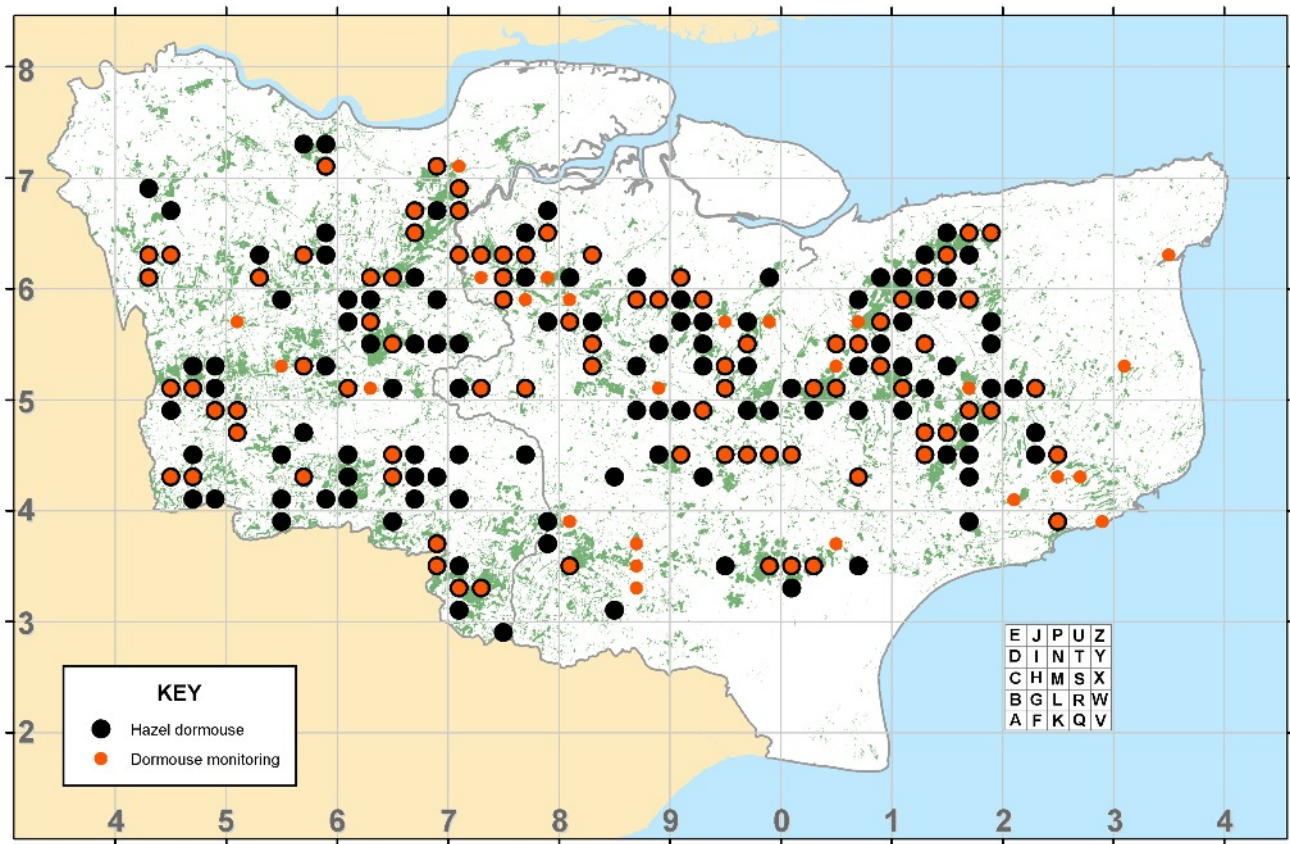 8
7
6
5
4
3
2
E J P U Z
D I N T Y
C H M S X
B G L R W
A F K Q V
KEY
Hazel dormouse
Dormouse monitoring
4 5 6 7 8 9 0 1 2 3 4